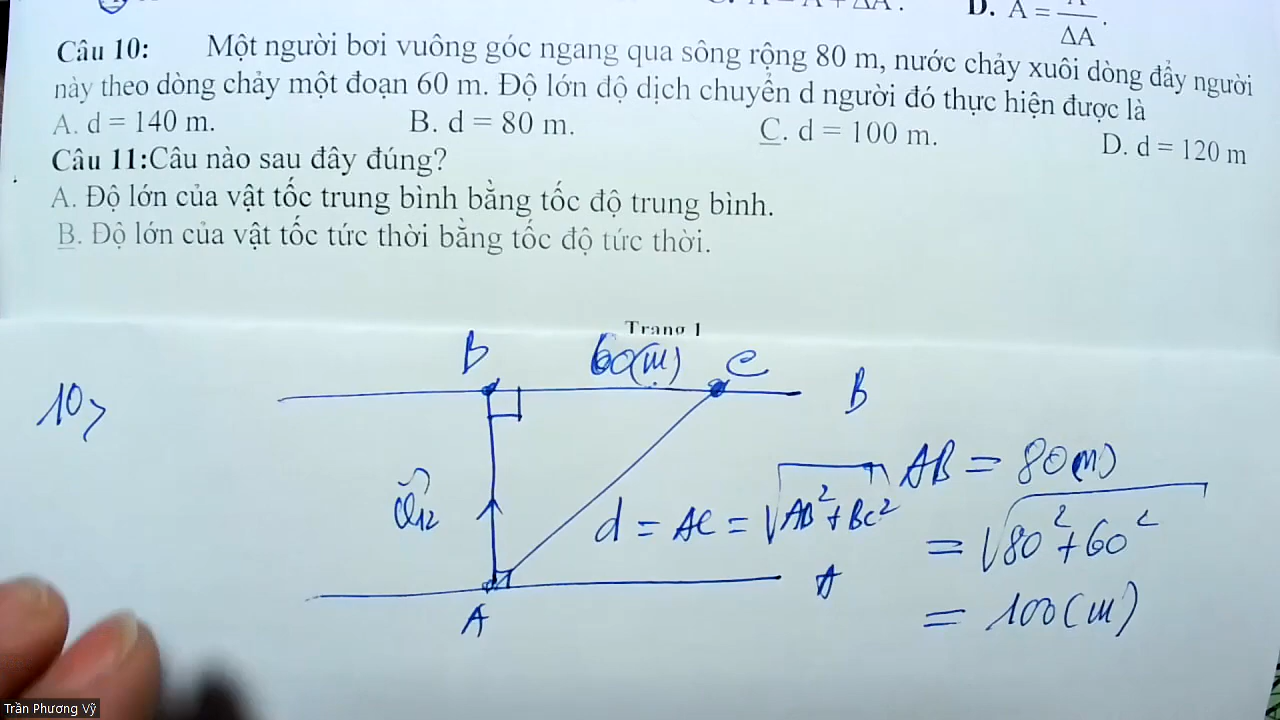 D. A = A/ΔA.
Câu 10: Một người bơi vuông góc ngang qua sông rộng 80 m, nước chảy xuôi dòng đẩy người
này theo dòng chảy một đoạn 60 m. Độ lớn độ dịch chuyển d người đó thực hiện được là
A. d = 140 m. B. d = 80 m. C. d = 100 m. D. d = 120 m
Câu 11:Câu nào sau đây đúng?
A. Độ lớn của vật tốc trung bình bằng tốc độ trung bình.
B. Độ lớn của vật tốc tức thời bằng tốc độ tức thời.
Trang 1
10>
B 60(m) C
B
AB = 80(m)
d = AC = √AB²+BC²
= √80²+60²
= 100(m)
A
A
Trần Phương Vỹ